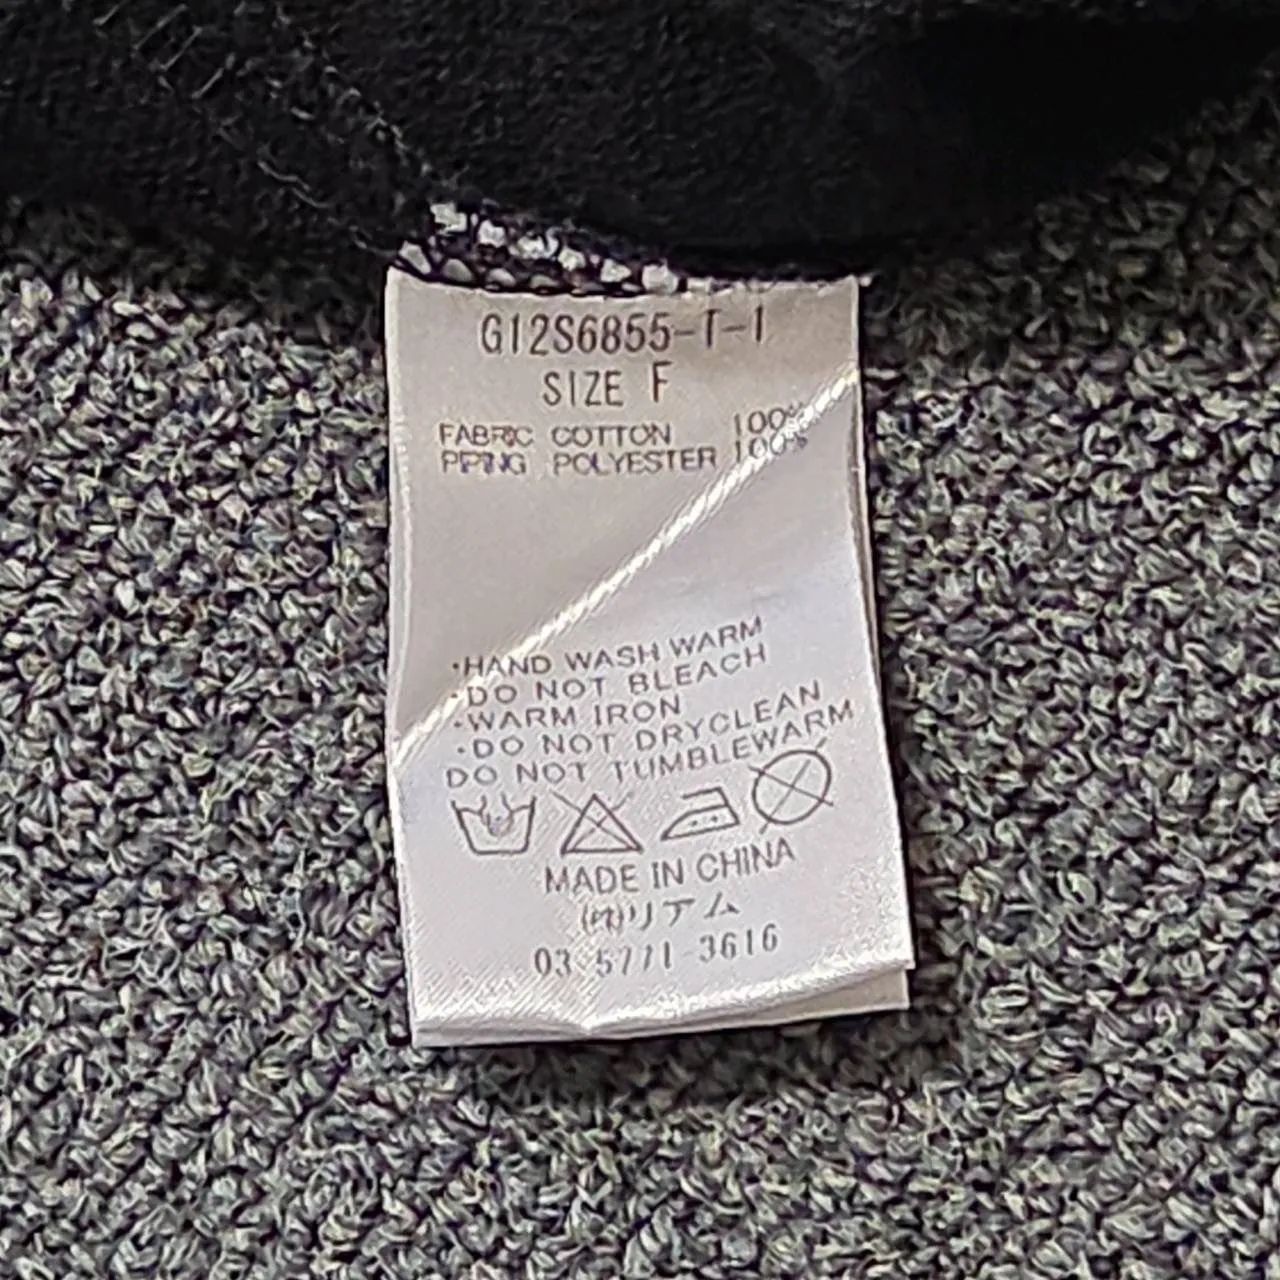 G12S6855-T-1
SIZE F
FABRIC COTTON 100%
PIPING POLYESTER 100%
·HAND WASH WARM
·DO NOT BLEACH
·WARM IRON
·DO NOT DRYCLEAN
DO NOT TUMBLEWARM
MADE IN CHINA
(株)リアム
03-5771-3616